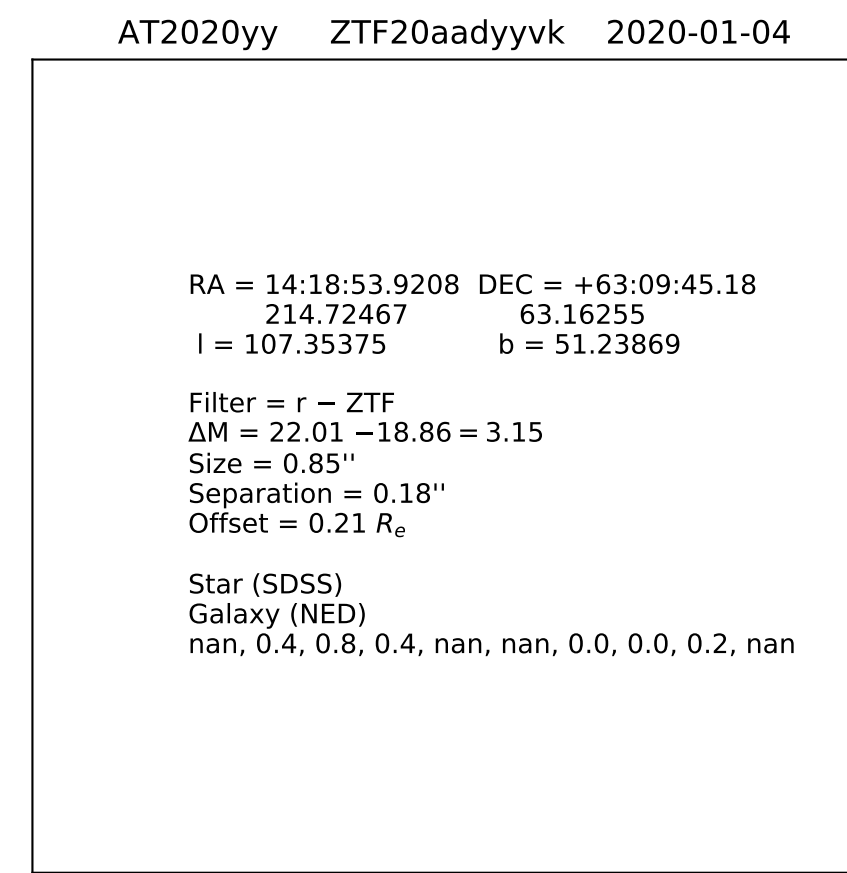 AT2020yy ZTF20aadyyvk 2020-01-04
RA = 14:18:53.9208 DEC = +63:09:45.18
214.72467 63.16255
l = 107.35375 b = 51.23869
Filter = r − ZTF
ΔM = 22.01 −18.86 = 3.15
Size = 0.85''
Separation = 0.18''
Offset = 0.21 Re
Star (SDSS)
Galaxy (NED)
nan, 0.4, 0.8, 0.4, nan, nan, 0.0, 0.0, 0.2, nan